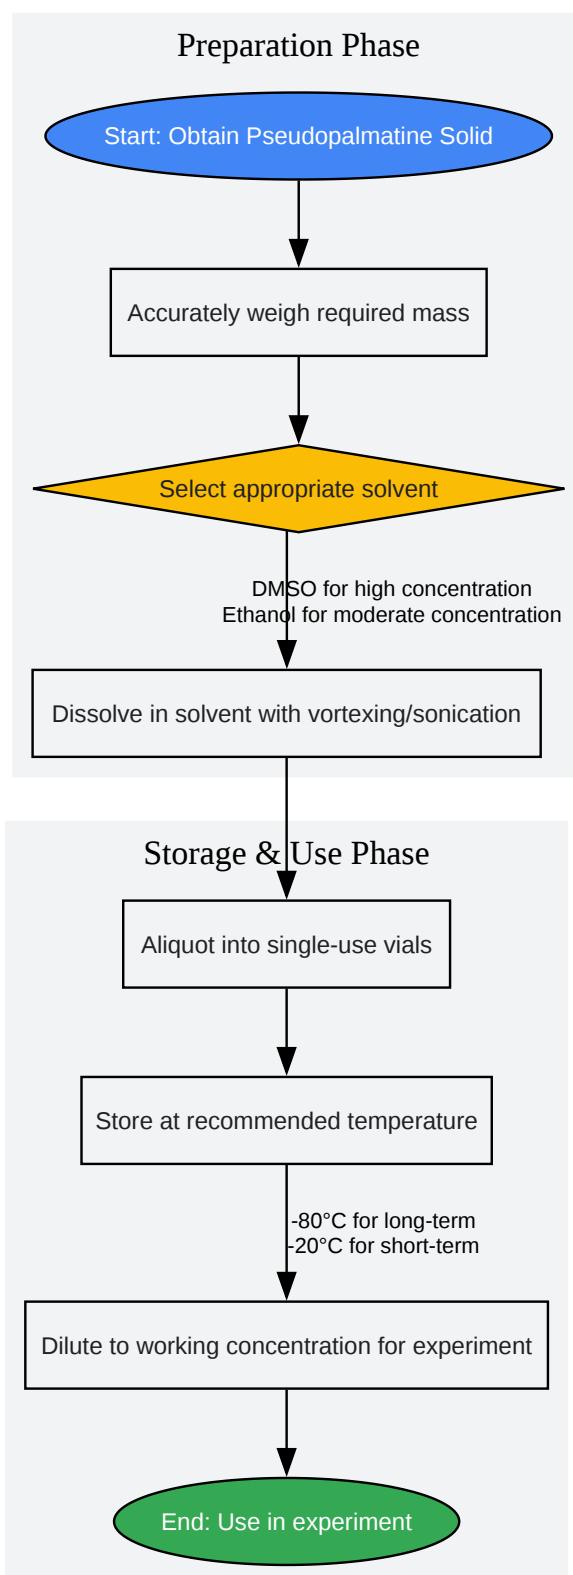 Preparation Phase
Start: Obtain Pseudopalmatine Solid
Accurately weigh required mass
Select appropriate solvent
DMSO for high concentration
Ethanol for moderate concentration
Dissolve in solvent with vortexing/sonication
Storage & Use Phase
Aliquot into single-use vials
Store at recommended temperature
-80°C for long-term
-20°C for short-term
Dilute to working concentration for experiment
End: Use in experiment